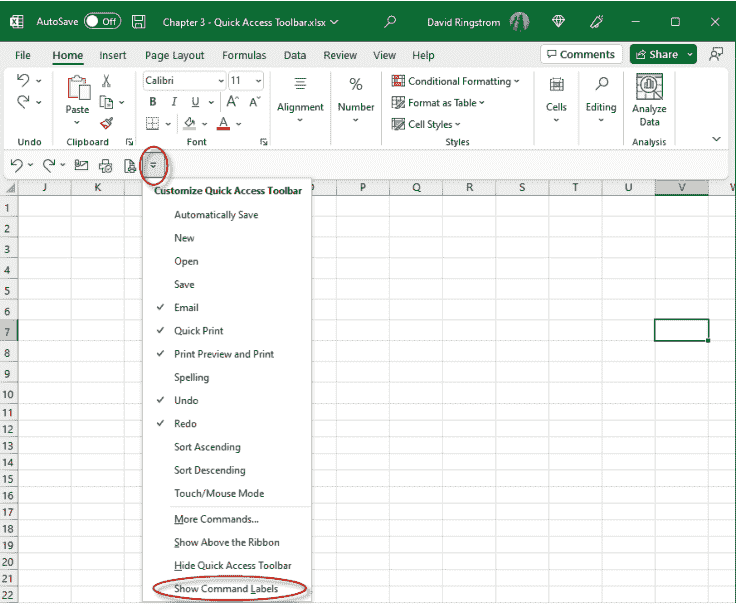 AutoSave Off Chapter 3 - Quick Access Toolbar.xlsx David Ringstrom
File Home Insert Page Layout Formulas Data Review View Help Comments Share
Calibri 11 Conditional Formatting
Paste B I U A A Alignment Number Format as Table Cells Editing Analyze Data
A Cell Styles
Undo Clipboard Font Styles Analysis
J K P Q R S T U V W
Customize Quick Access Toolbar
1
Automatically Save
2
New
3
Open
4
Save
5
Email
6
Quick Print
7
Print Preview and Print
8
Spelling
9
Undo
10
Redo
11
Sort Ascending
12
13
Sort Descending
14
Touch/Mouse Mode
15
16
More Commands...
17
Show Above the Ribbon
18
19
Hide Quick Access Toolbar
20
Show Command Labels
21
22